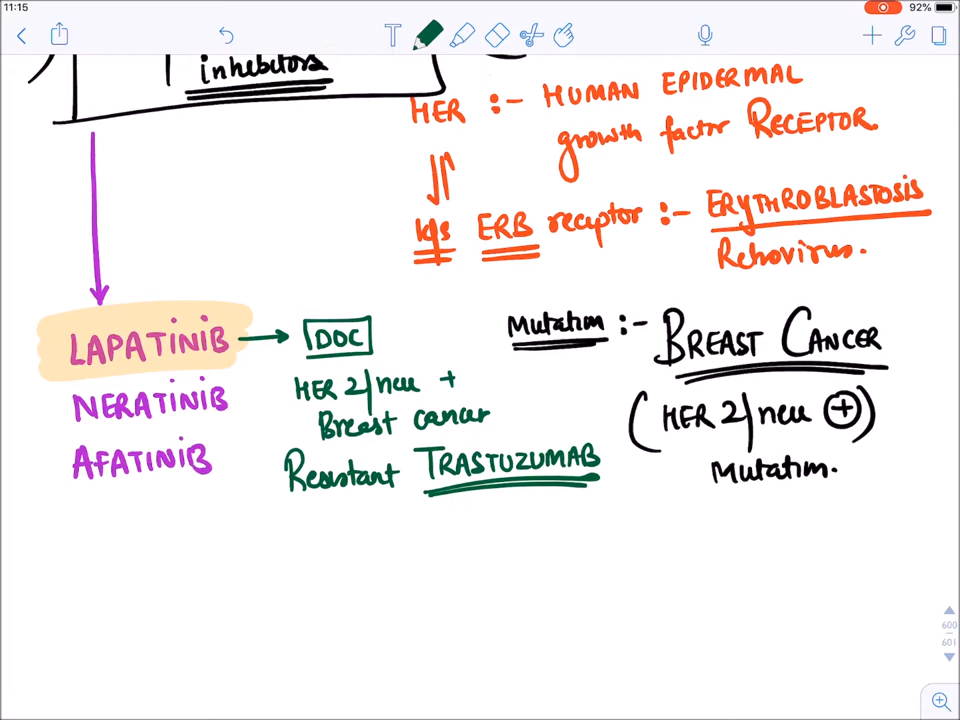 11:15
92%
T
inhibitors
HER :- HUMAN EPIDERMAL
growth factor RECEPTOR
k/s ERB receptor :- ERYTHROBLASTOSIS
Retrovirus.
LAPATINIB → DOC
HER 2/neu +
Breast cancer
Resistant TRASTUZUMAB
NERATINIB
AFATINIB
Mutation :- BREAST CANCER
(HER 2/neu +)
Mutation.
600
601